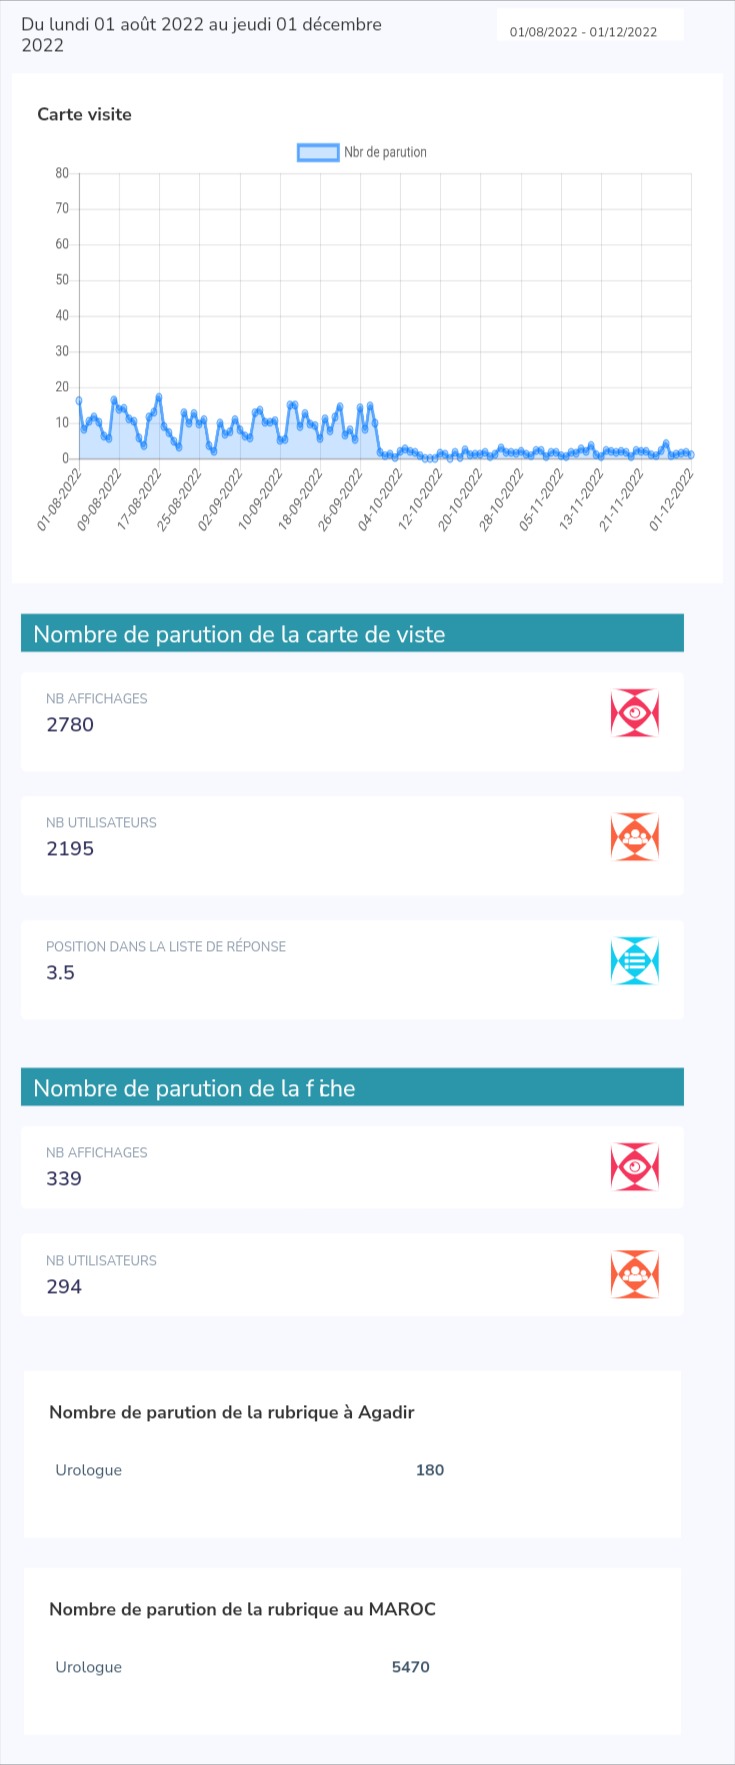 Du lundi 01 août 2022 au jeudi 01 décembre
2022
01/08/2022 - 01/12/2022
Carte visite
Nbr de parution
80
70
60
50
40
30
20
10
0
01-08-2022
09-08-2022
17-08-2022
25-08-2022
02-09-2022
10-09-2022
18-09-2022
26-09-2022
04-10-2022
12-10-2022
20-10-2022
28-10-2022
05-11-2022
13-11-2022
21-11-2022
01-12-2022
Nombre de parution de la carte de viste
NB AFFICHAGES
2780
NB UTILISATEURS
2195
POSITION DANS LA LISTE DE RÉPONSE
3.5
Nombre de parution de la fiche
NB AFFICHAGES
339
NB UTILISATEURS
294
Nombre de parution de la rubrique à Agadir
Urologue 180
Nombre de parution de la rubrique au MAROC
Urologue 5470